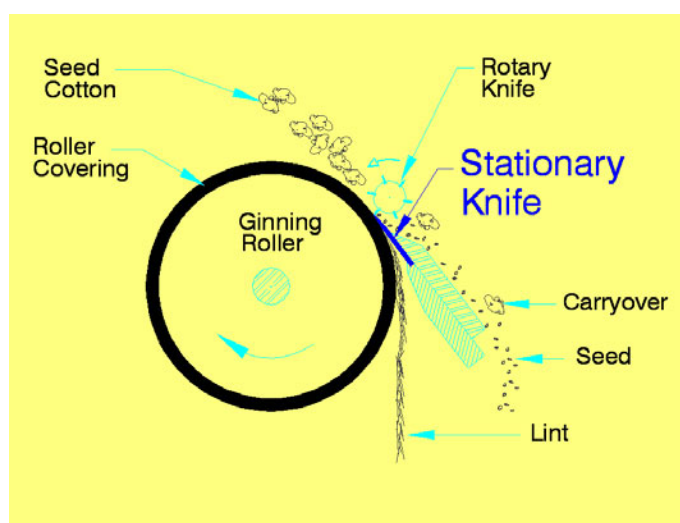 Seed
Cotton
Rotary
Knife
Roller
Covering
Stationary
Knife
Ginning
Roller
Carryover
Seed
Lint